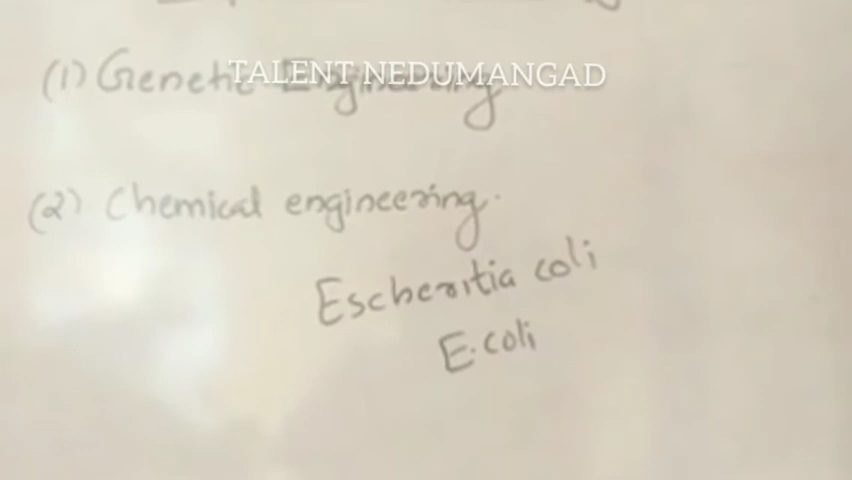 TALENT NEDUMANGAD
(1) Genetic Engineering
(2) Chemical engineering.
Escheritia coli
E.coli